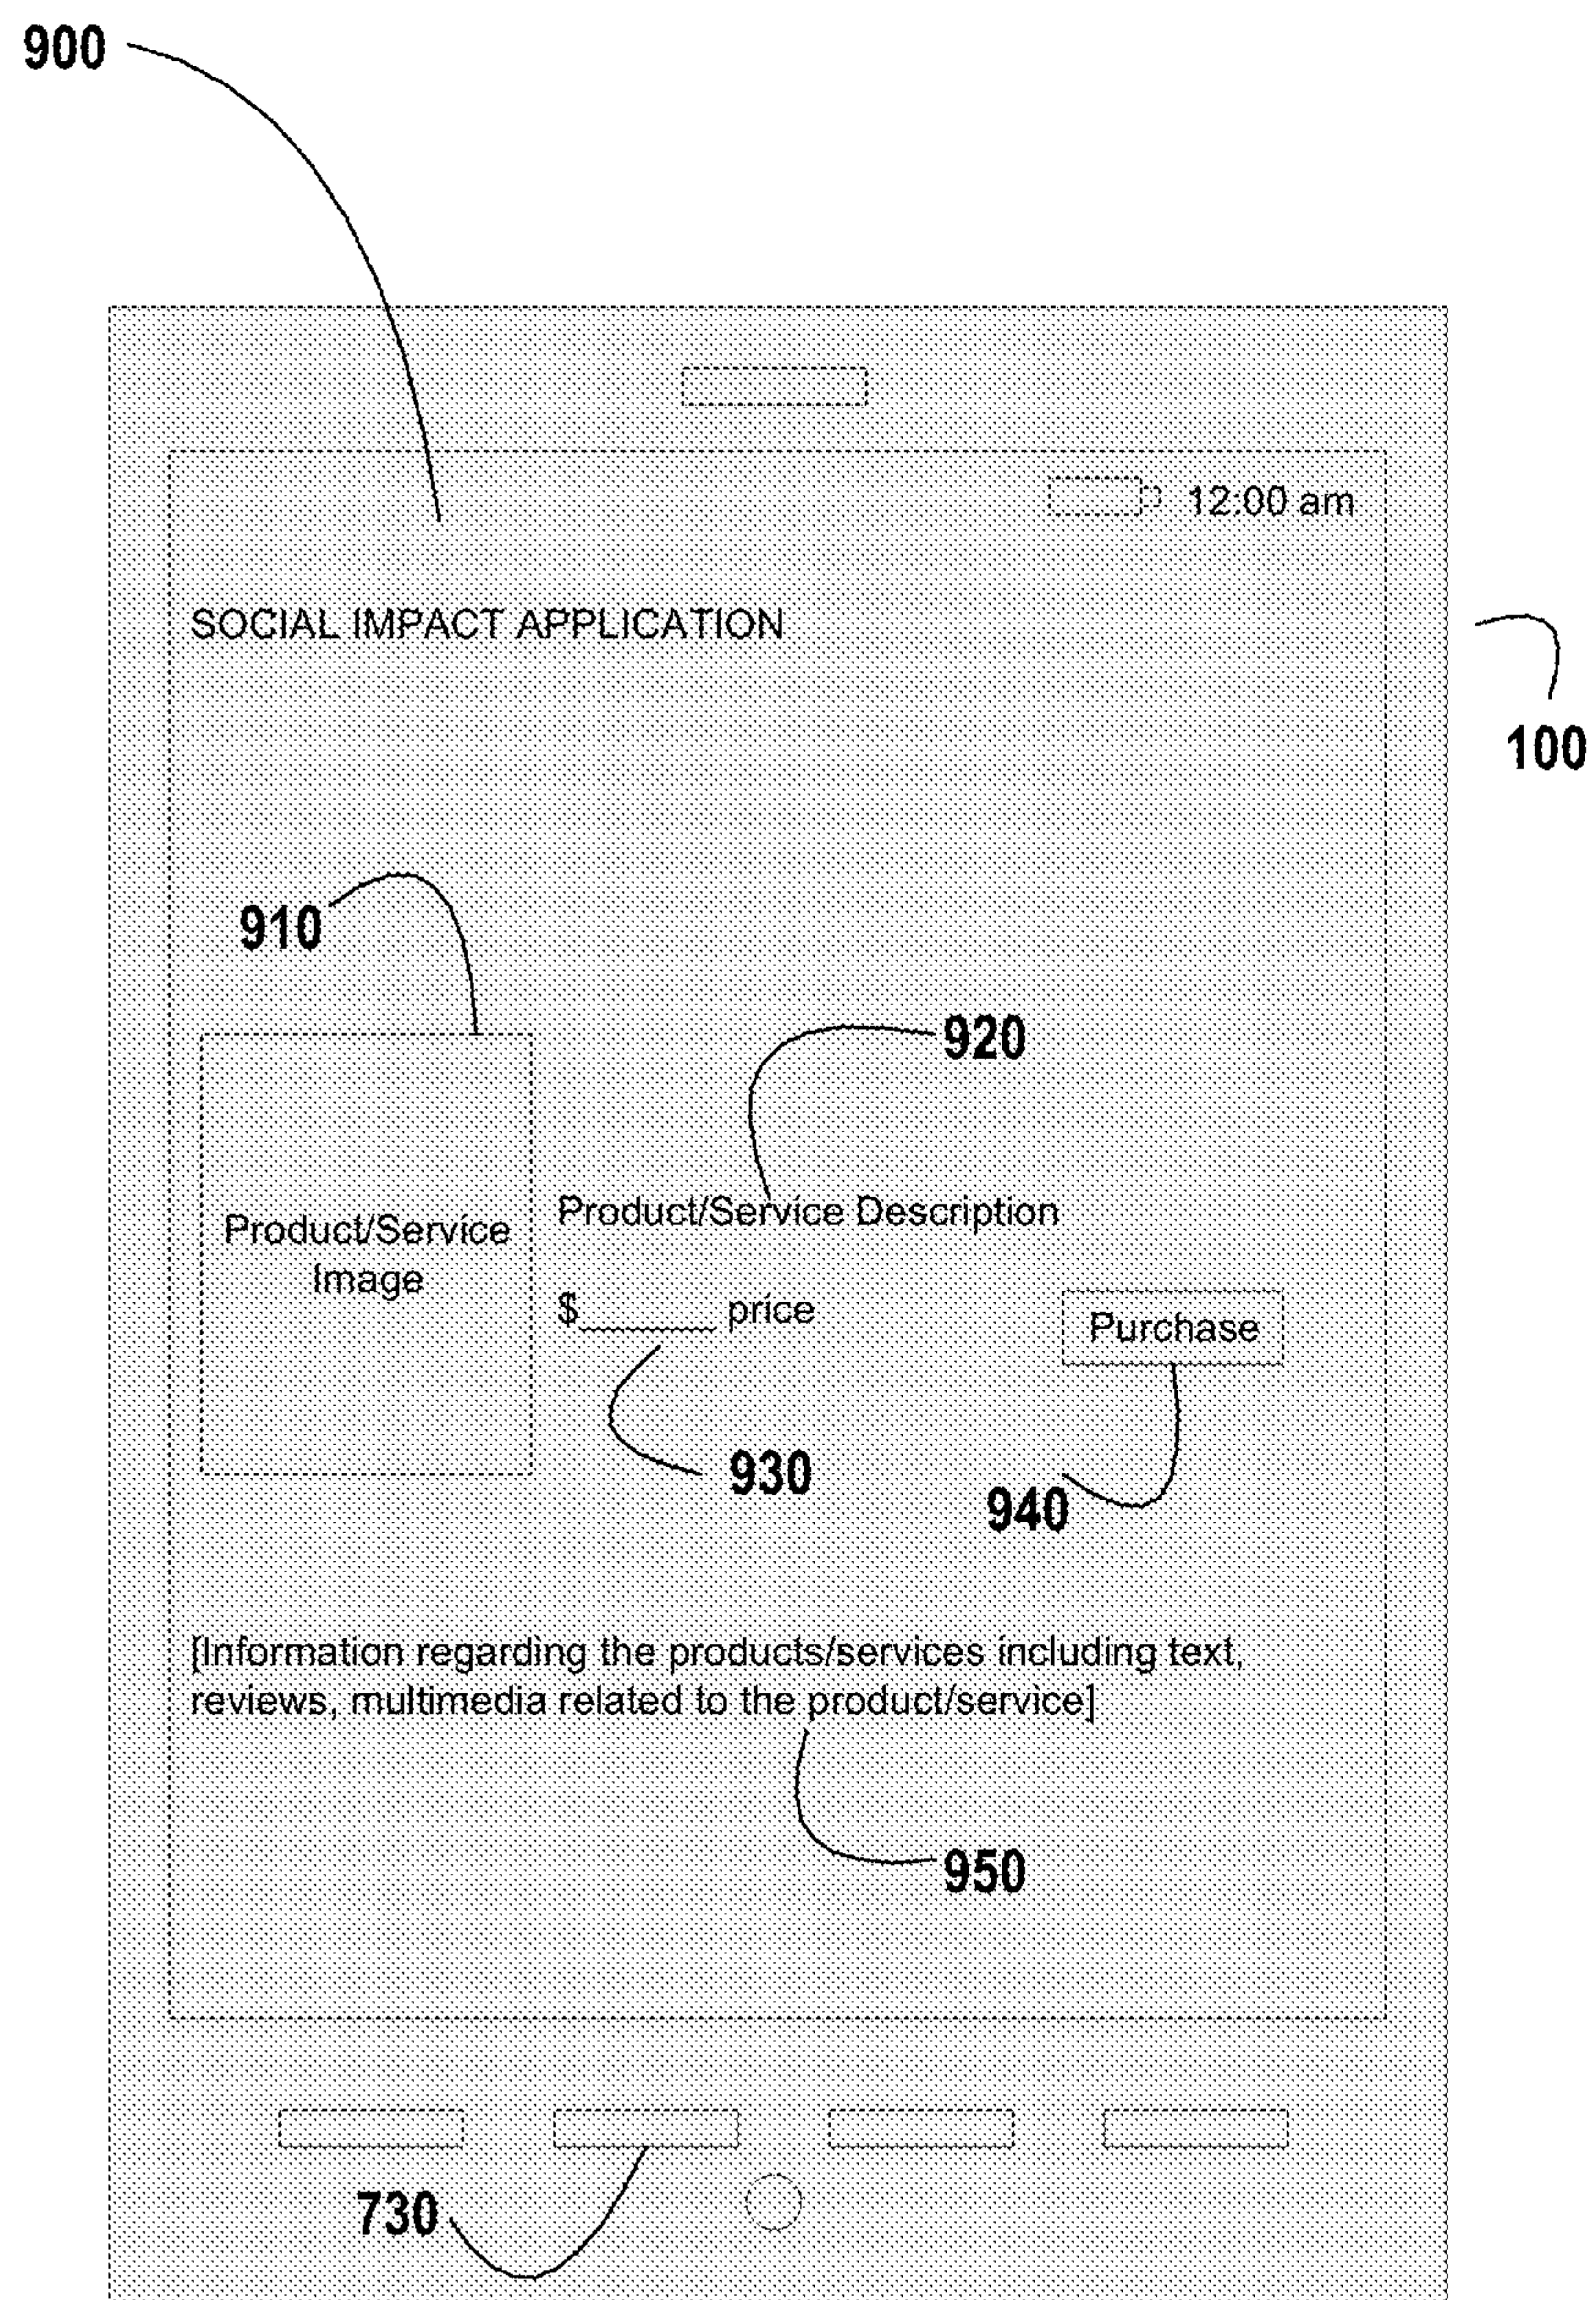 900
12:00 am
SOCIAL IMPACT APPLICATION
100
910
920
Product/Service Description
Product/Service
Image
$_______ price
Purchase
930
940
[Information regarding the products/services including text,
reviews, multimedia related to the product/service]
950
730